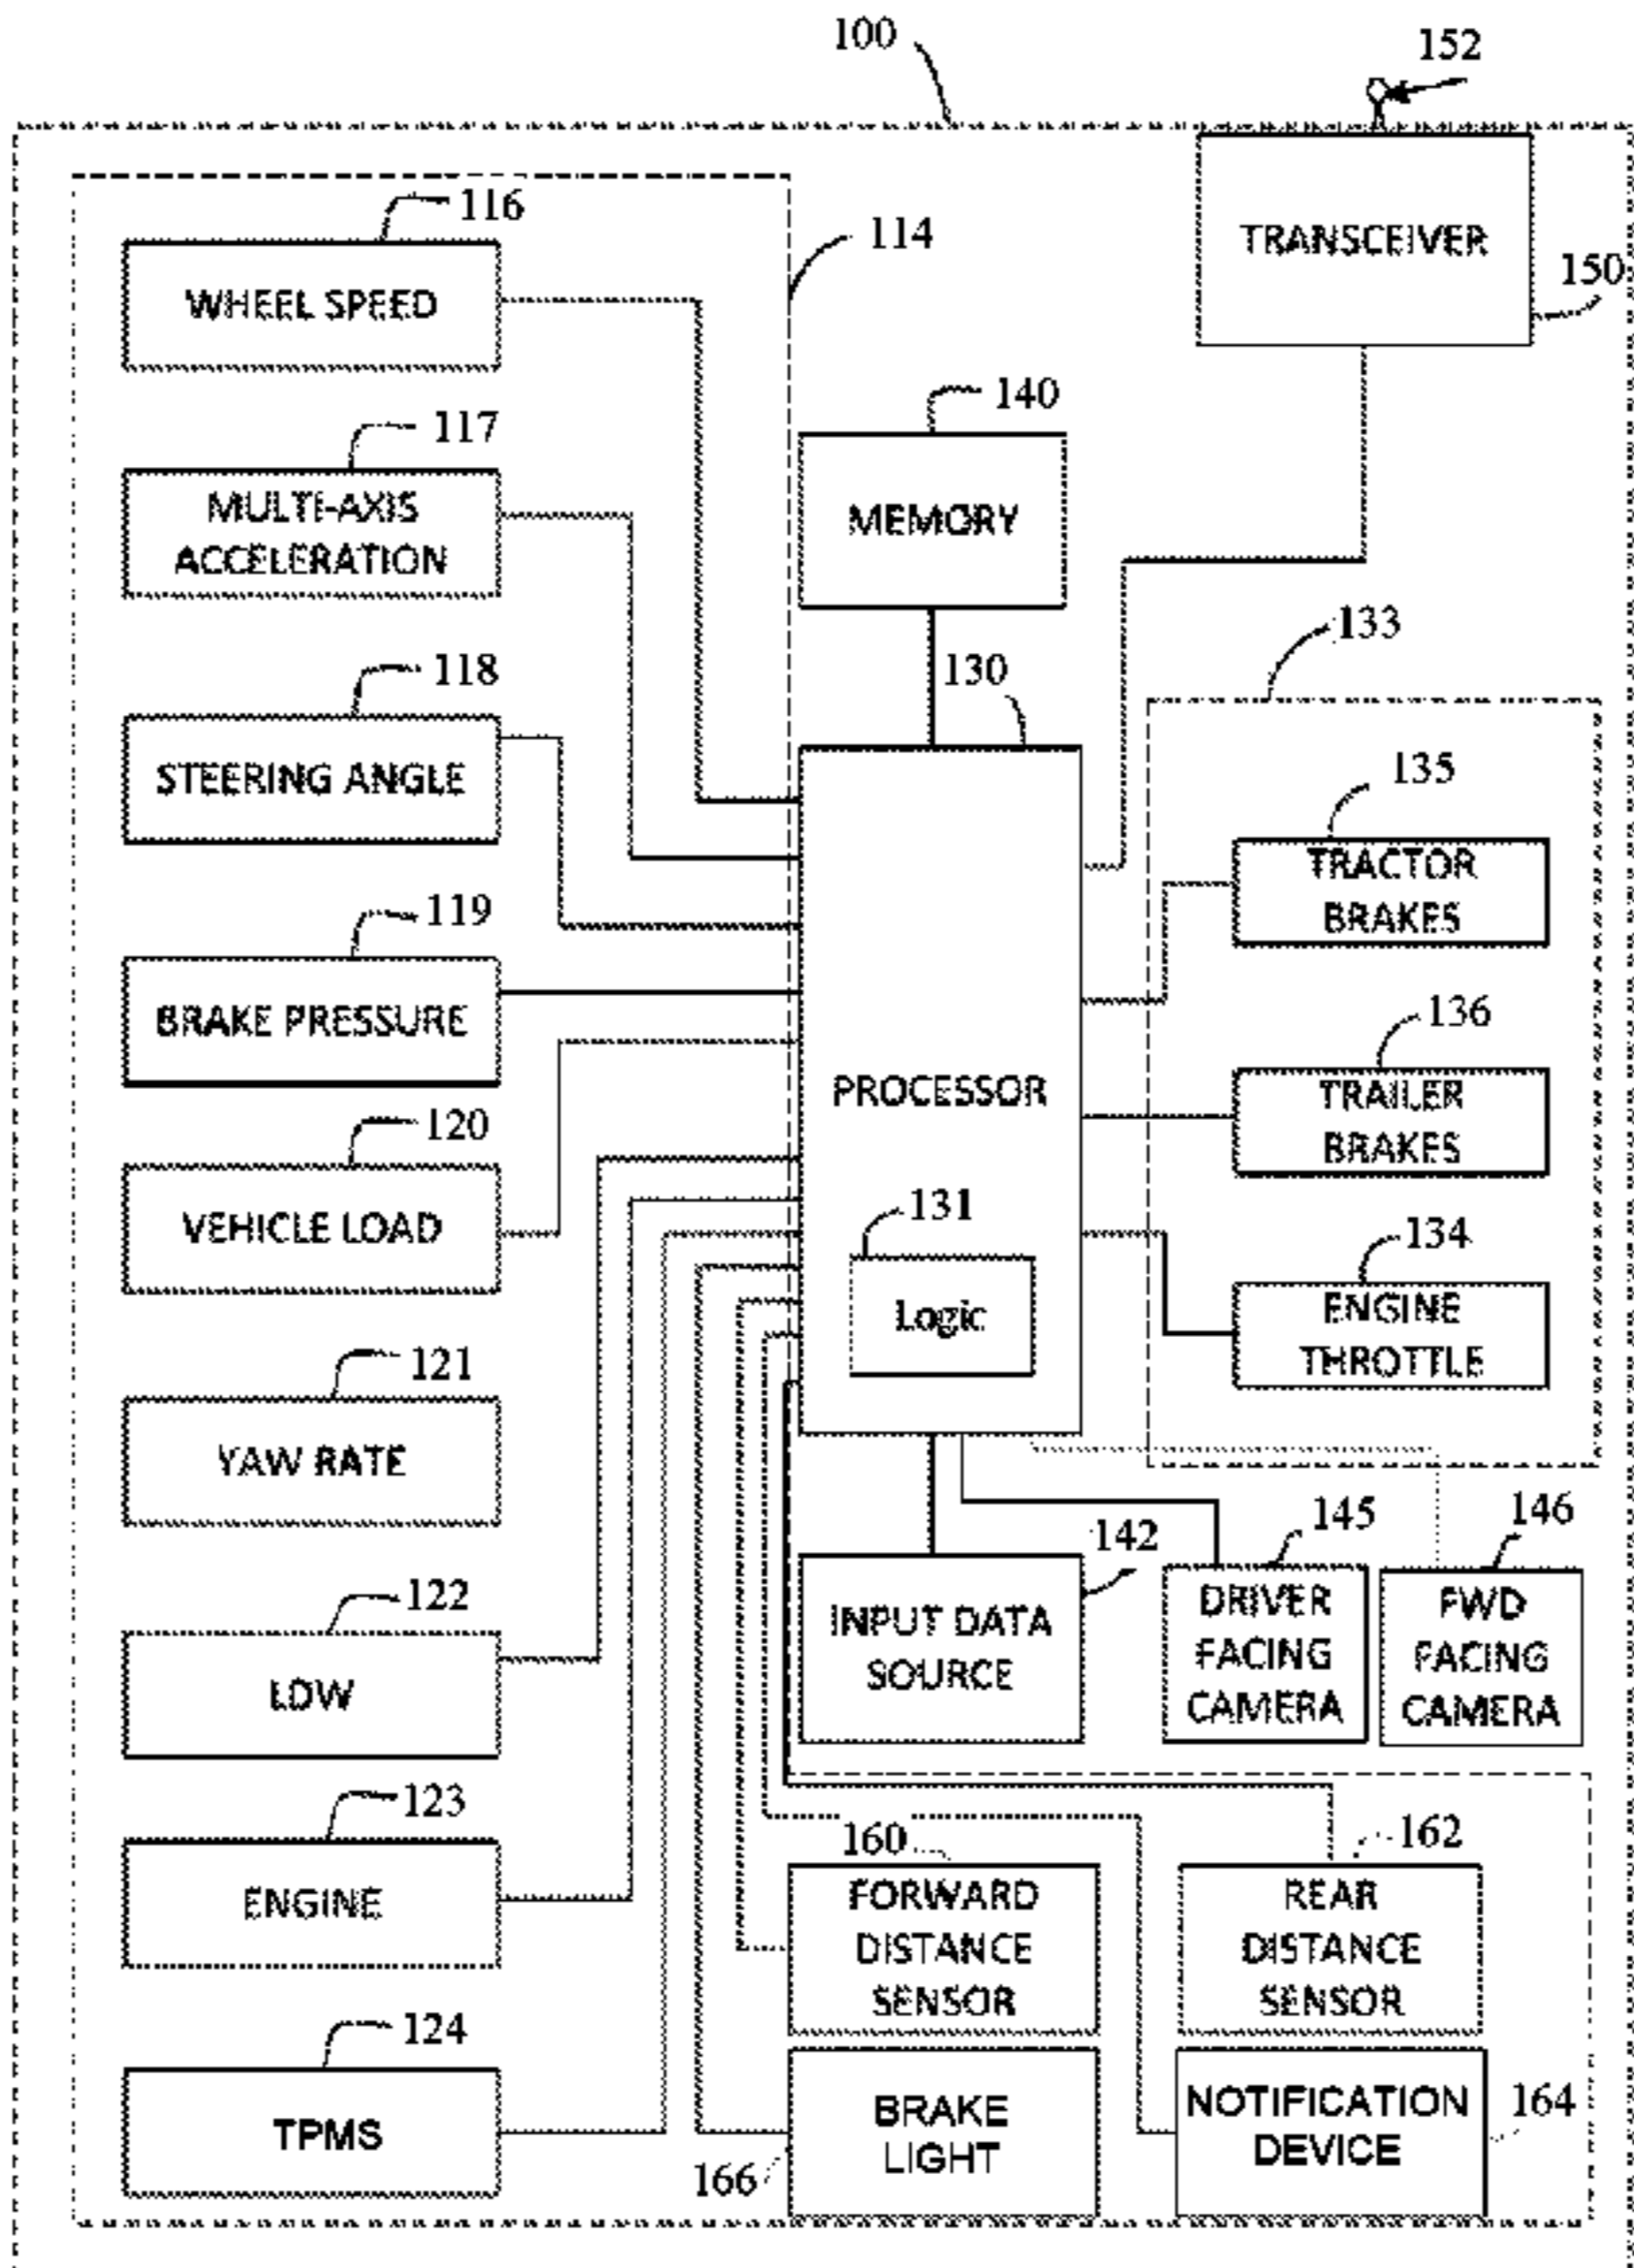 100
152
116
WHEEL SPEED
114
TRANSCEIVER
150
117
MULTI-AXIS
ACCELERATION
140
MEMORY
133
118
STEERING ANGLE
130
135
TRACTOR
BRAKES
119
BRAKE PRESSURE
PROCESSOR
136
TRAILER
BRAKES
120
VEHICLE LOAD
131
Logic
134
ENGINE
THROTTLE
121
YAW RATE
142
INPUT DATA
SOURCE
145
DRIVER
FACING
CAMERA
146
FWD
FACING
CAMERA
122
LDW
123
ENGINE
160
FORWARD
DISTANCE
SENSOR
162
REAR
DISTANCE
SENSOR
124
TPMS
166
BRAKE
LIGHT
NOTIFICATION
DEVICE
164